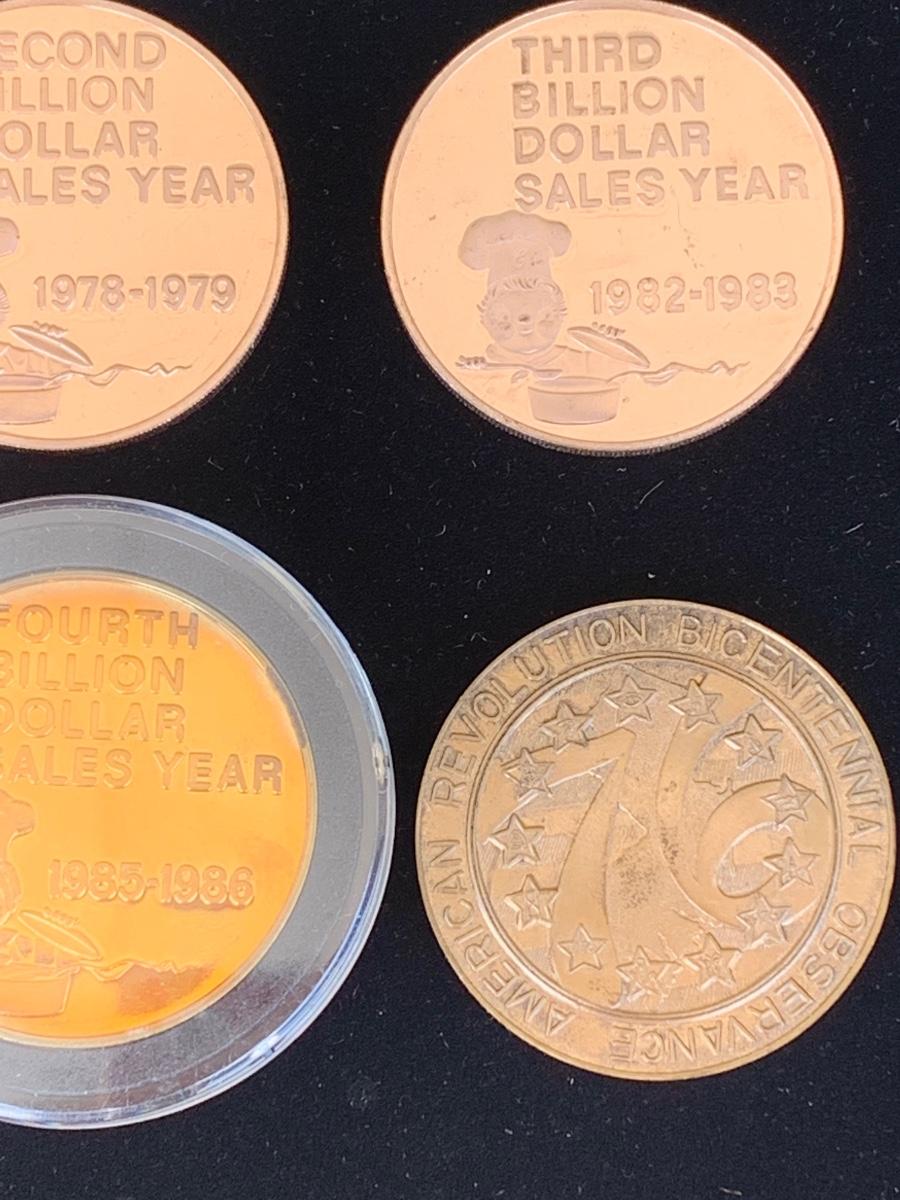 ECOND
ILLION
OLLAR
ALES YEAR
1978-1979
THIRD
BILLION
DOLLAR
SALES YEAR
1982-1983
FOURTH
BILLION
DOLLAR
SALES YEAR
1985-1986
AMERICAN REVOLUTION BICENTENNIAL OBSERVANCE
76